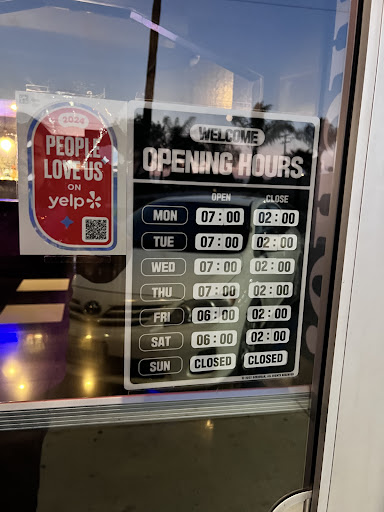 2024
PEOPLE
LOVE US
ON
yelp
WELCOME
OPENING HOURS
OPEN CLOSE
MON 07:00 02:00
TUE 07:00 02:00
WED 07:00 02:00
THU 07:00 02:00
FRI 06:00 02:00
SAT 06:00 02:00
SUN CLOSED CLOSED